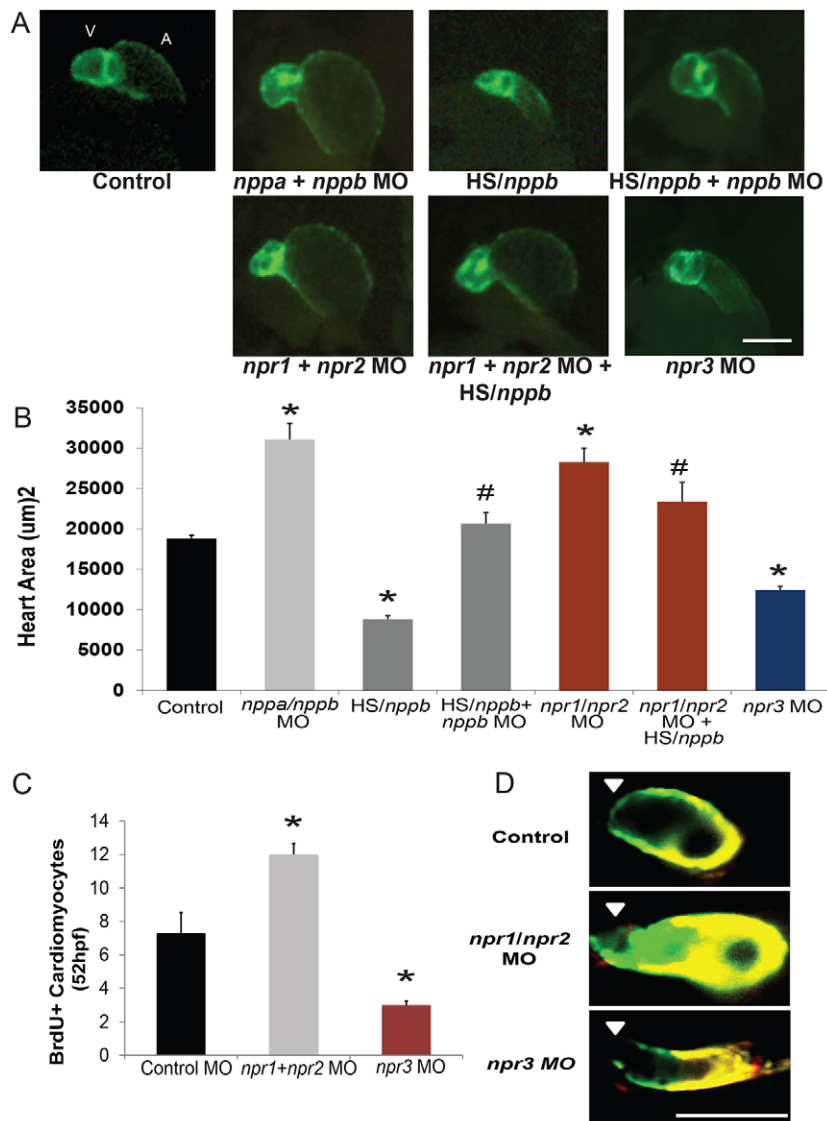 A
V
A
Control
nppa + nppb MO
HS/nppb
HS/nppb + nppb MO
npr1 + npr2 MO
npr1 + npr2 MO +
HS/nppb
npr3 MO
B
Heart Area (um)2
35000
30000
25000
20000
15000
10000
5000
0
*
*
#
*
#
*
Control
nppa/nppb
MO
HS/nppb
HS/nppb+
nppb MO
npr1/npr2
MO
npr1/npr2
MO +
HS/nppb
npr3 MO
C
BrdU+ Cardiomyocytes
(52hpf)
14
12
10
8
6
4
2
0
*
*
Control MO
npr1+npr2 MO
npr3 MO
D
Control
npr1/npr2
MO
npr3 MO